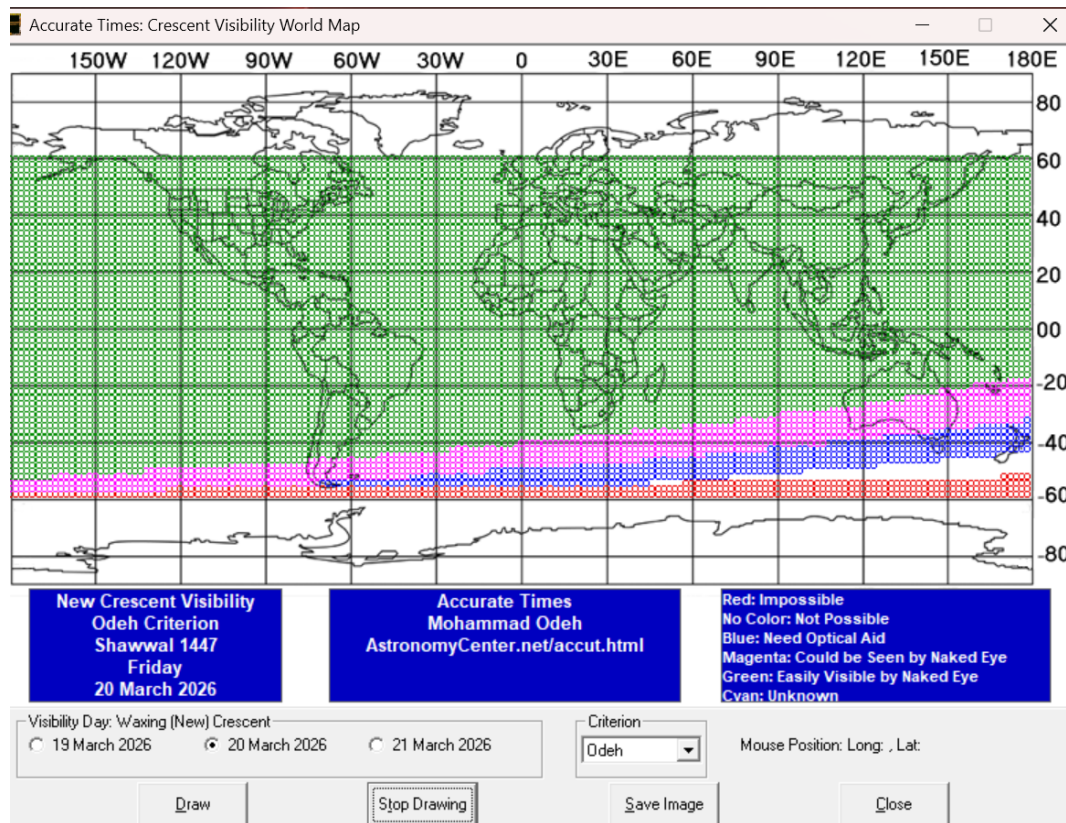 Accurate Times: Crescent Visibility World Map
150W 120W 90W 60W 30W 0 30E 60E 90E 120E 150E 180E
80
60
40
20
00
-20
-40
-60
-80
New Crescent Visibility
Odeh Criterion
Shawwal 1447
Friday
20 March 2026
Accurate Times
Mohammad Odeh
AstronomyCenter.net/accut.html
Red: Impossible
No Color: Not Possible
Blue: Need Optical Aid
Magenta: Could be Seen by Naked Eye
Green: Easily Visible by Naked Eye
Cyan: Unknown
Visibility Day: Waxing (New) Crescent
19 March 2026 20 March 2026 21 March 2026
Criterion
Odeh
Mouse Position: Long: , Lat:
Draw Stop Drawing Save Image Close